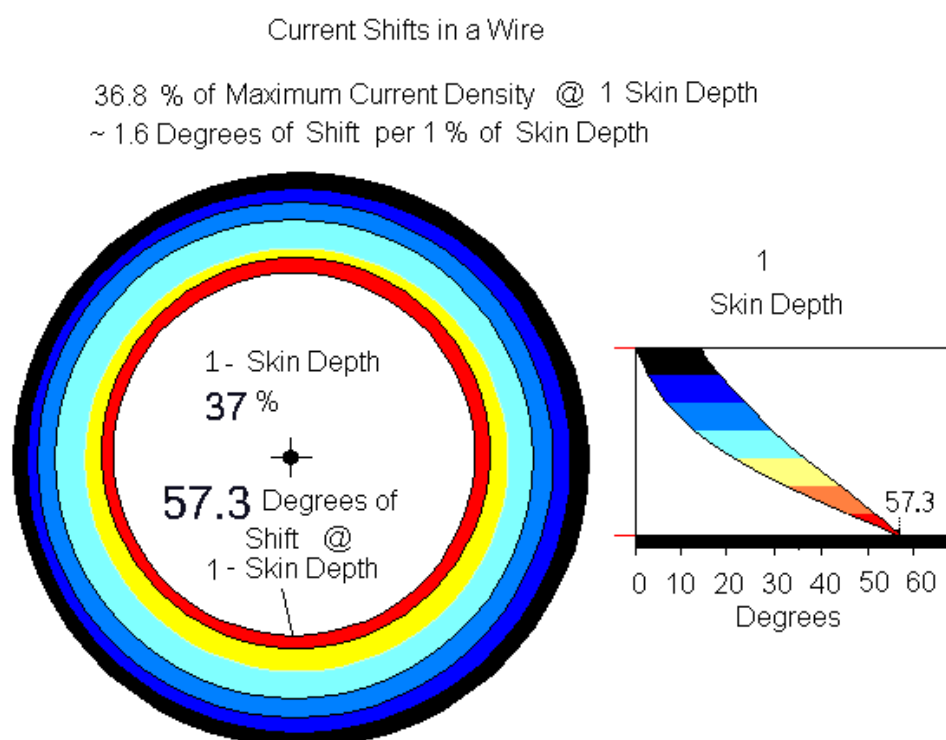 Current Shifts in a Wire
36.8 % of Maximum Current Density @ 1 Skin Depth
~ 1.6 Degrees of Shift per 1 % of Skin Depth
1 - Skin Depth
37 %
57.3 Degrees of
Shift @
1 - Skin Depth
1
Skin Depth
57.3
0 10 20 30 40 50 60
Degrees